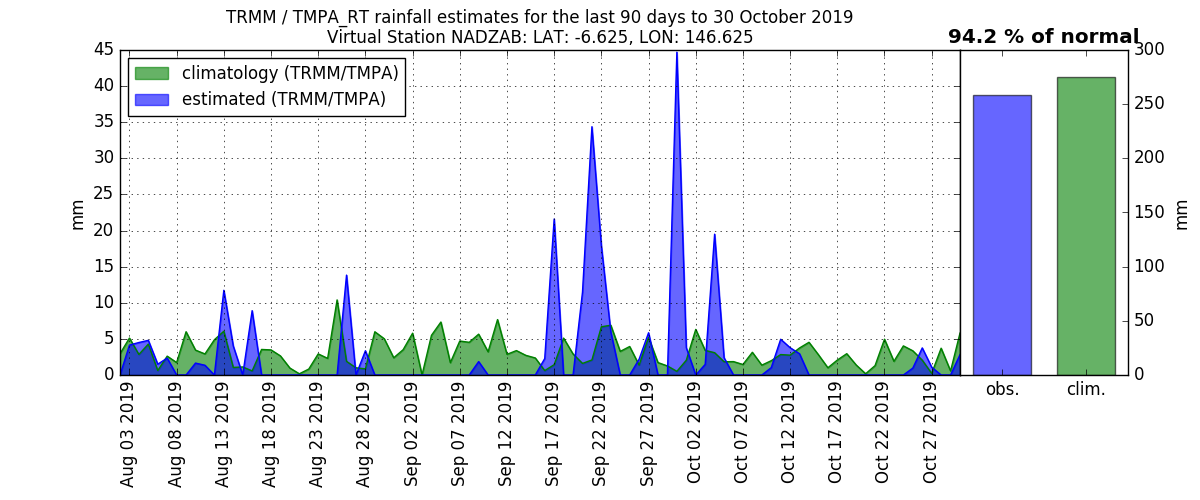 TRMM / TMPA_RT rainfall estimates for the last 90 days to 30 October 2019
Virtual Station NADZAB: LAT: -6.625, LON: 146.625
94.2 % of normal
climatology (TRMM/TMPA)
estimated (TRMM/TMPA)
mm
45
40
35
30
25
20
15
10
5
0
Aug 03 2019
Aug 08 2019
Aug 13 2019
Aug 18 2019
Aug 23 2019
Aug 28 2019
Sep 02 2019
Sep 07 2019
Sep 12 2019
Sep 17 2019
Sep 22 2019
Sep 27 2019
Oct 02 2019
Oct 07 2019
Oct 12 2019
Oct 17 2019
Oct 22 2019
Oct 27 2019
obs.
clim.
300
250
200
150
100
50
0
mm